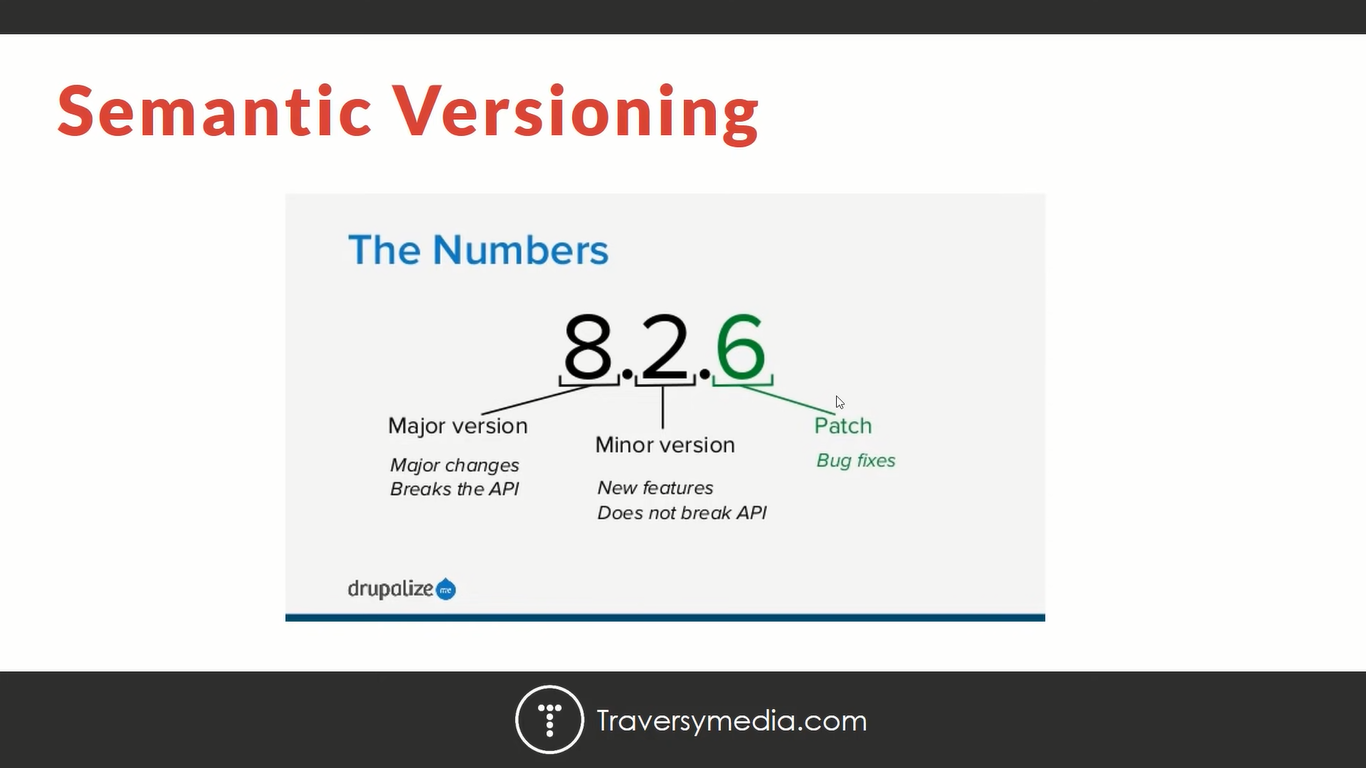 Semantic Versioning
The Numbers
8.2.6
Major version
Major changes
Breaks the API
Minor version
New features
Does not break API
Patch
Bug fixes
drupalize me
Traversymedia.com